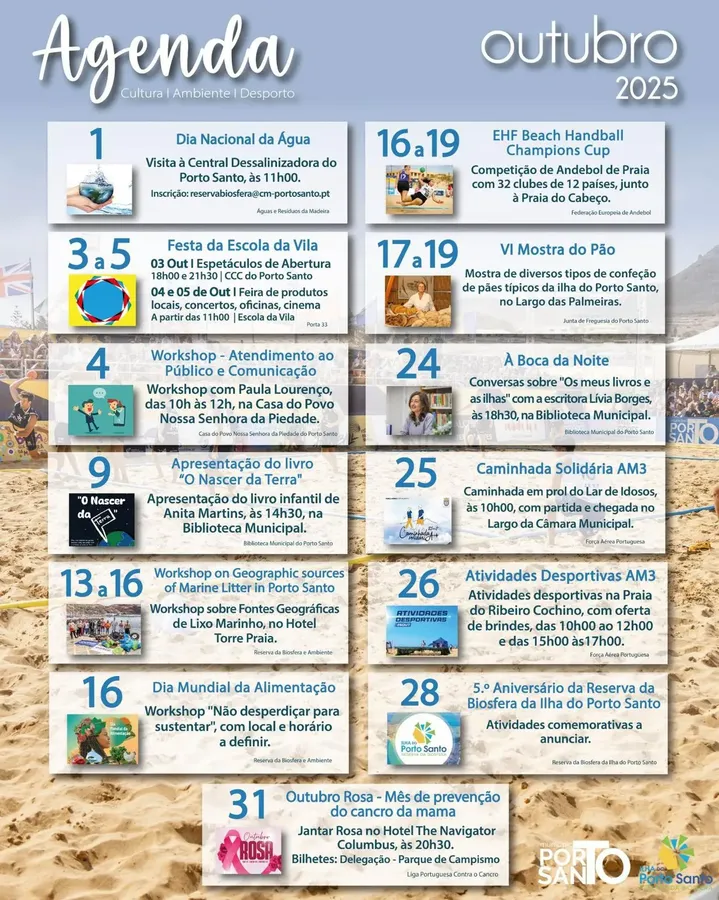 Agenda
Cultura | Ambiente | Desporto
outubro
2025
1
Dia Nacional da Água
Visita à Central Dessalinizadora do
Porto Santo, às 11h00.
Inscrição: reservabiosfera@cm-portosanto.pt
Águas e Resíduos da Madeira
3 a 5
Festa da Escola da Vila
03 Out | Espetáculos de Abertura
18h00 e 21h30 | CCC do Porto Santo
04 e 05 de Out | Feira de produtos
locais, concertos, oficinas, cinema
A partir das 11h00 | Escola da Vila
Porta 33
4
Workshop - Atendimento ao
Público e Comunicação
Workshop com Paula Lourenço,
das 10h às 12h, na Casa do Povo
Nossa Senhora da Piedade.
Casa do Povo Nossa Senhora da Piedade do Porto Santo
9
Apresentação do livro
"O Nascer da Terra"
"O Nascer
da Terra"
Apresentação do livro infantil de
Anita Martins, às 14h30, na
Biblioteca Municipal.
Biblioteca Municipal do Porto Santo
13 a 16
Workshop on Geographic sources
of Marine Litter in Porto Santo
Workshop sobre Fontes Geográficas
de Lixo Marinho, no Hotel
Torre Praia.
Reserva da Biosfera e Ambiente
16
Dia Mundial da Alimentação
Workshop "Não desperdiçar para
sustentar", com local e horário
a definir.
Reserva da Biosfera e Ambiente
16 a 19
EHF Beach Handball
Champions Cup
Competição de Andebol de Praia
com 32 clubes de 12 países, junto
à Praia do Cabeço.
Federação Europeia de Andebol
17 a 19
VI Mostra do Pão
Mostra de diversos tipos de confeção
de pães típicos da ilha do Porto Santo,
no Largo das Palmeiras.
Junta de Freguesia do Porto Santo
24
À Boca da Noite
Conversas sobre "Os meus livros e
as ilhas" com a escritora Lívia Borges,
às 18h30, na Biblioteca Municipal.
Biblioteca Municipal do Porto Santo
25
Caminhada Solidária AM3
Caminhada em prol do Lar de Idosos,
às 10h00, com partida e chegada no
Largo da Câmara Municipal.
Força Aérea Portuguesa
26
Atividades Desportivas AM3
ATIVIDADES
DESPORTIVAS
Atividades desportivas na Praia
do Ribeiro Cochino, com oferta
de brindes, das 10h00 ao 12h00
e das 15h00 às17h00.
Força Aérea Portuguesa
28
5.º Aniversário da Reserva da
Biosfera da Ilha do Porto Santo
ILHA do
Porto Santo
Atividades comemorativas a
anunciar.
Reserva da Biosfera da Ilha do Porto Santo
31
Outubro Rosa - Mês de prevenção
do cancro da mama
Outubro
ROSA
Jantar Rosa no Hotel The Navigator
Columbus, às 20h30.
Bilhetes: Delegação - Parque de Campismo
Liga Portuguesa Contra o Cancro
PORTO
SANTO
ILHA do
Porto Santo